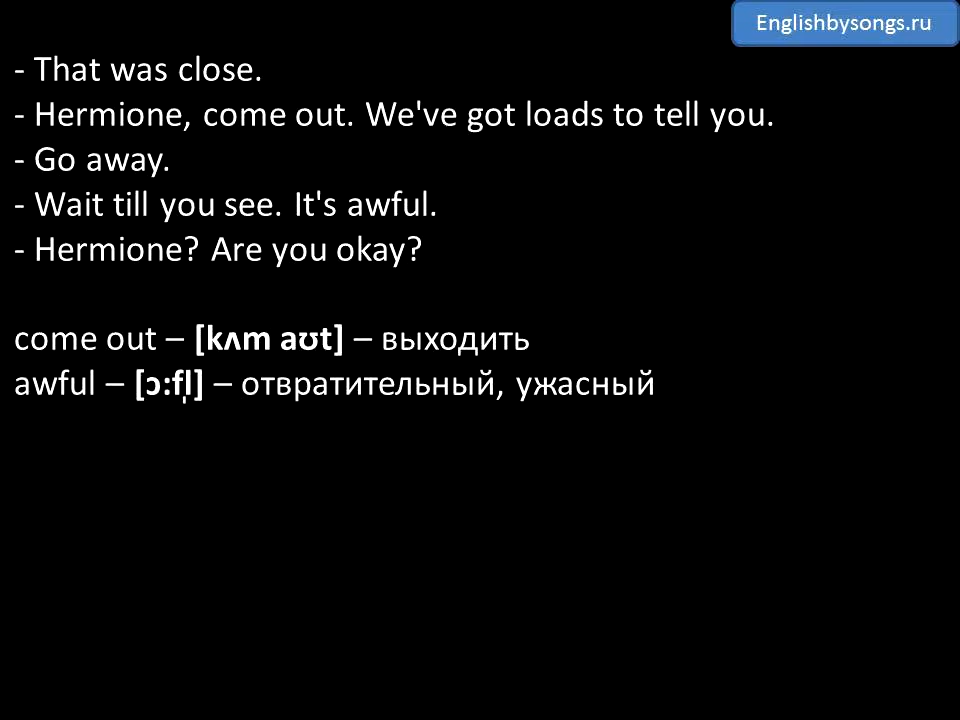 Englishbysongs.ru
- That was close.
- Hermione, come out. We've got loads to tell you.
- Go away.
- Wait till you see. It's awful.
- Hermione? Are you okay?
come out – [kʌm aʊt] – выходить
awful – [ɔ:fl̩] – отвратительный, ужасный